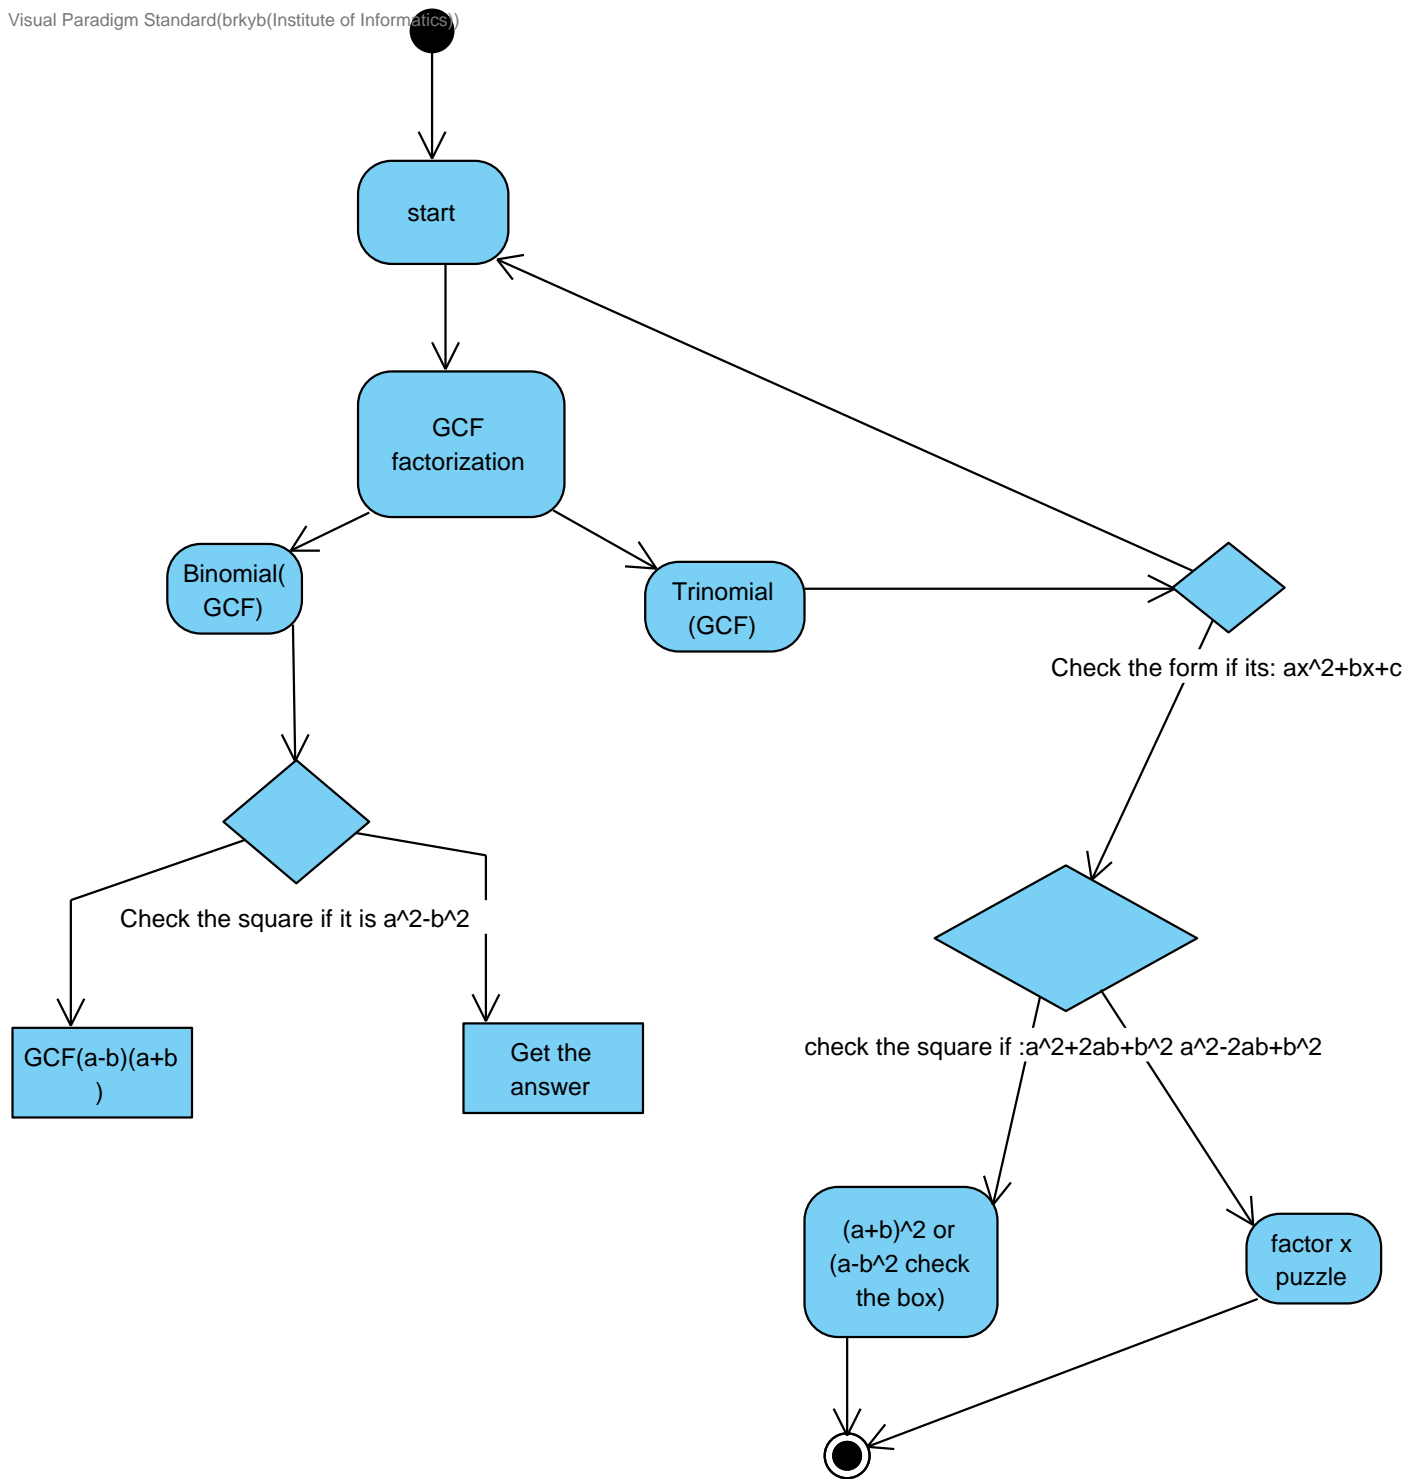 Visual Paradigm Standard(brkyb(Institute of Informatics))
start
GCF
factorization
Binomial(
GCF)
Trinomial
(GCF)
Check the form if its: ax^2+bx+c
Check the square if it is a^2-b^2
GCF(a-b)(a+b
)
Get the
answer
check the square if :a^2+2ab+b^2 a^2-2ab+b^2
(a+b)^2 or
(a-b^2 check
the box)
factor x
puzzle